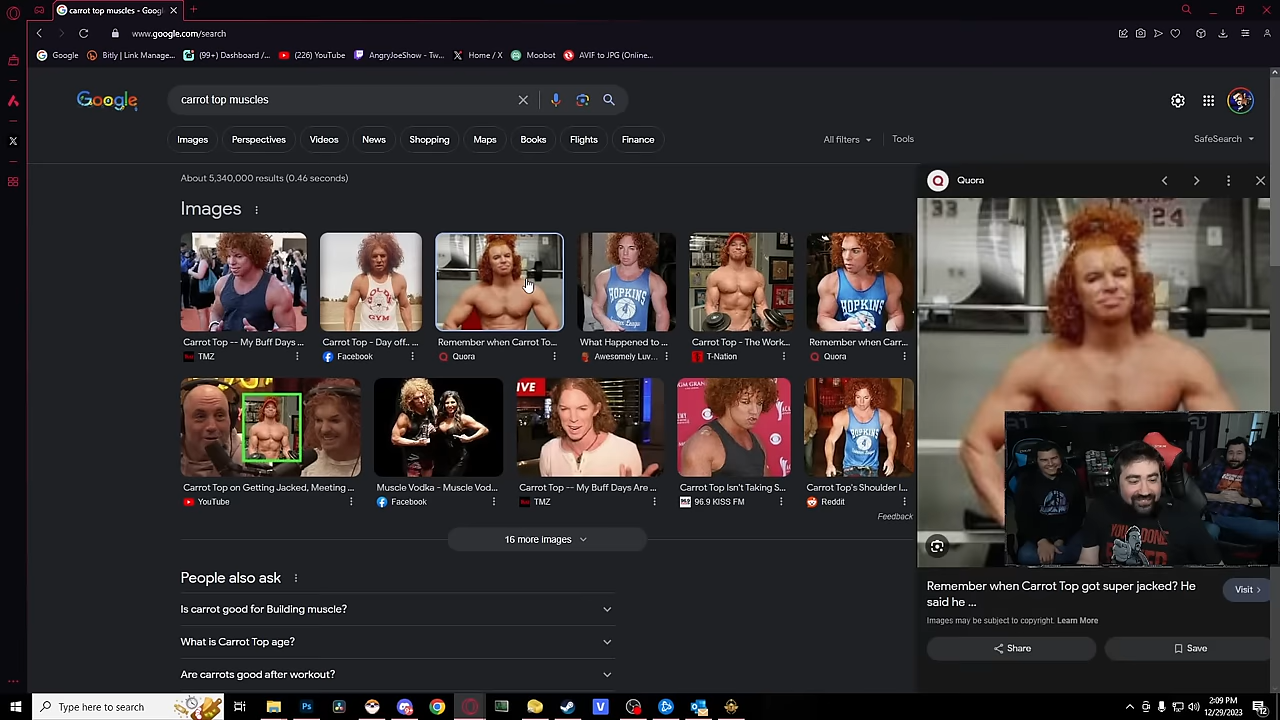 carrot top muscles - Googl
www.google.com/search
Google
Bitly | Link Manage...
(99+) Dashboard /...
(226) YouTube
AngryJoeShow - Tw...
Home / X
Moobot
AVIF to JPG (Online...
Google
carrot top muscles
Images
Perspectives
Videos
News
Shopping
Maps
Books
Flights
Finance
All filters
Tools
SafeSearch
About 5,340,000 results (0.46 seconds)
Quora
Images
33
24
HOPKINS
HOPKINS
GYM
Carrot Top -- My Buff Days ...
Carrot Top - Day off..
Remember when Carrot To...
What Happened to ...
Carrot Top - The Work...
Remember when Carr...
TMZ
Facebook
Quora
Awesomely Luv...
T-Nation
Quora
IVE
HOPKINS
Carrot Top on Getting Jacked, Meeting ...
Muscle Vodka - Muscle Vod...
Carrot Top -- My Buff Days Are ...
Carrot Top Isn't Taking S...
Carrot Top's Shoulder I...
YouTube
Facebook
TMZ
96.9 KISS FM
Reddit
Feedback
16 more images
People also ask
Is carrot good for Building muscle?
What is Carrot Top age?
Are carrots good after workout?
Remember when Carrot Top got super jacked? He
said he ...
Visit
Images may be subject to copyright. Learn More
Share
Save
Type here to search
2:09 PM
12/29/2023